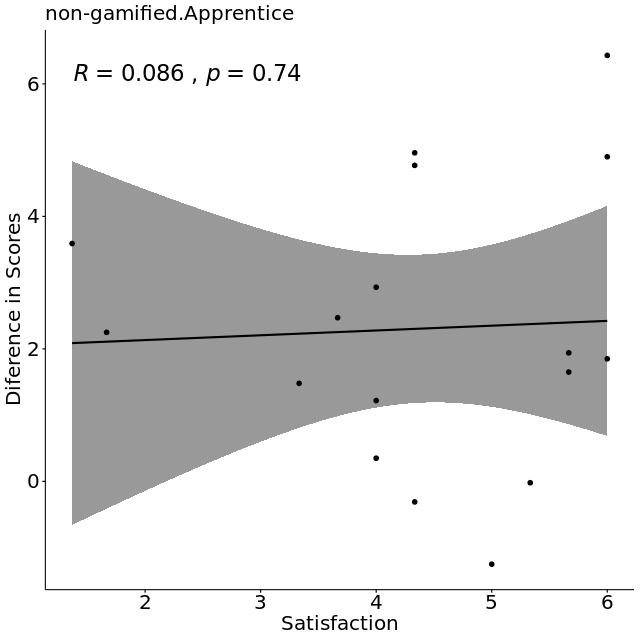 non-gamified.Apprentice
R = 0.086 , p = 0.74
6
4
2
0
Diference in Scores
2 3 4 5 6
Satisfaction